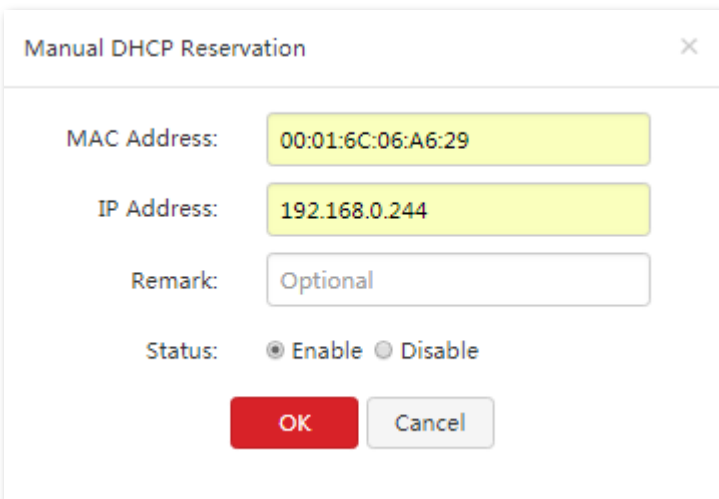 Manual DHCP Reservation
MAC Address: 00:01:6C:06:A6:29
IP Address: 192.168.0.244
Remark: Optional
Status: Enable Disable
OK Cancel